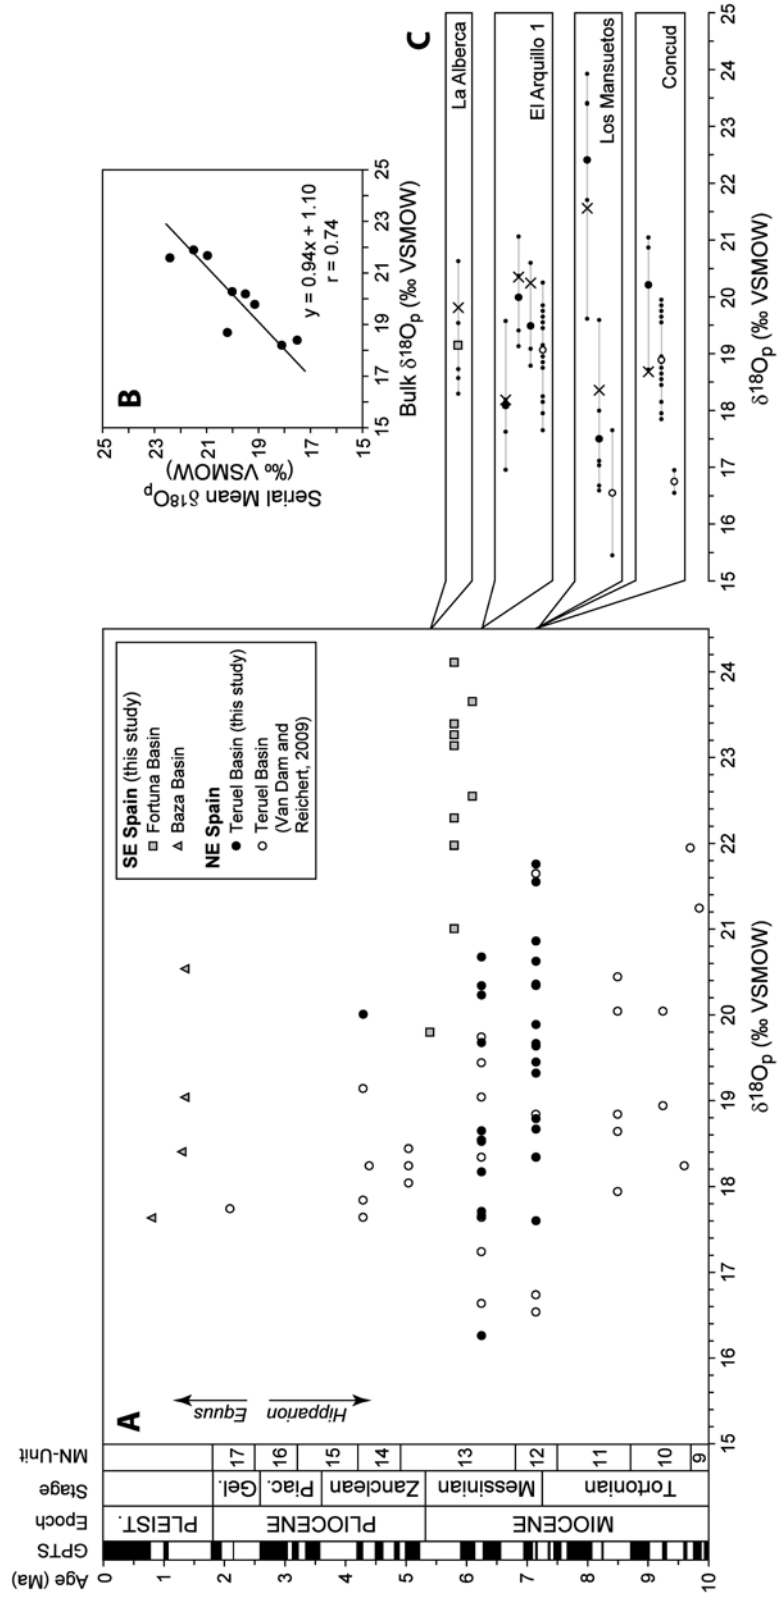 Age (Ma)
GPTS
Epoch
Stage
MN-Unit
0
1
2
3
4
5
6
7
8
9
10
PLEIST.
PLIOCENE
MIOCENE
Gel.
Piac.
Zanclean
Messinian
Tortonian
17
16
15
14
13
12
11
10
9
A
Equus
Hipparion
SE Spain (this study)
Fortuna Basin
Baza Basin
NE Spain
Teruel Basin (this study)
Teruel Basin
(Van Dam and
Reichert, 2009)
15
16
17
18
19
20
21
22
23
24
δ18Op (‰ VSMOW)
B
25
23
21
19
17
15
Serial Mean δ18Op
(‰ VSMOW)
15
17
19
21
23
25
Bulk δ18Op (‰ VSMOW)
y = 0.94x + 1.10
r = 0.74
C
La Alberca
El Arquillo 1
Los Mansuetos
Concud
15
16
17
18
19
20
21
22
23
24
25
δ18Op (‰ VSMOW)